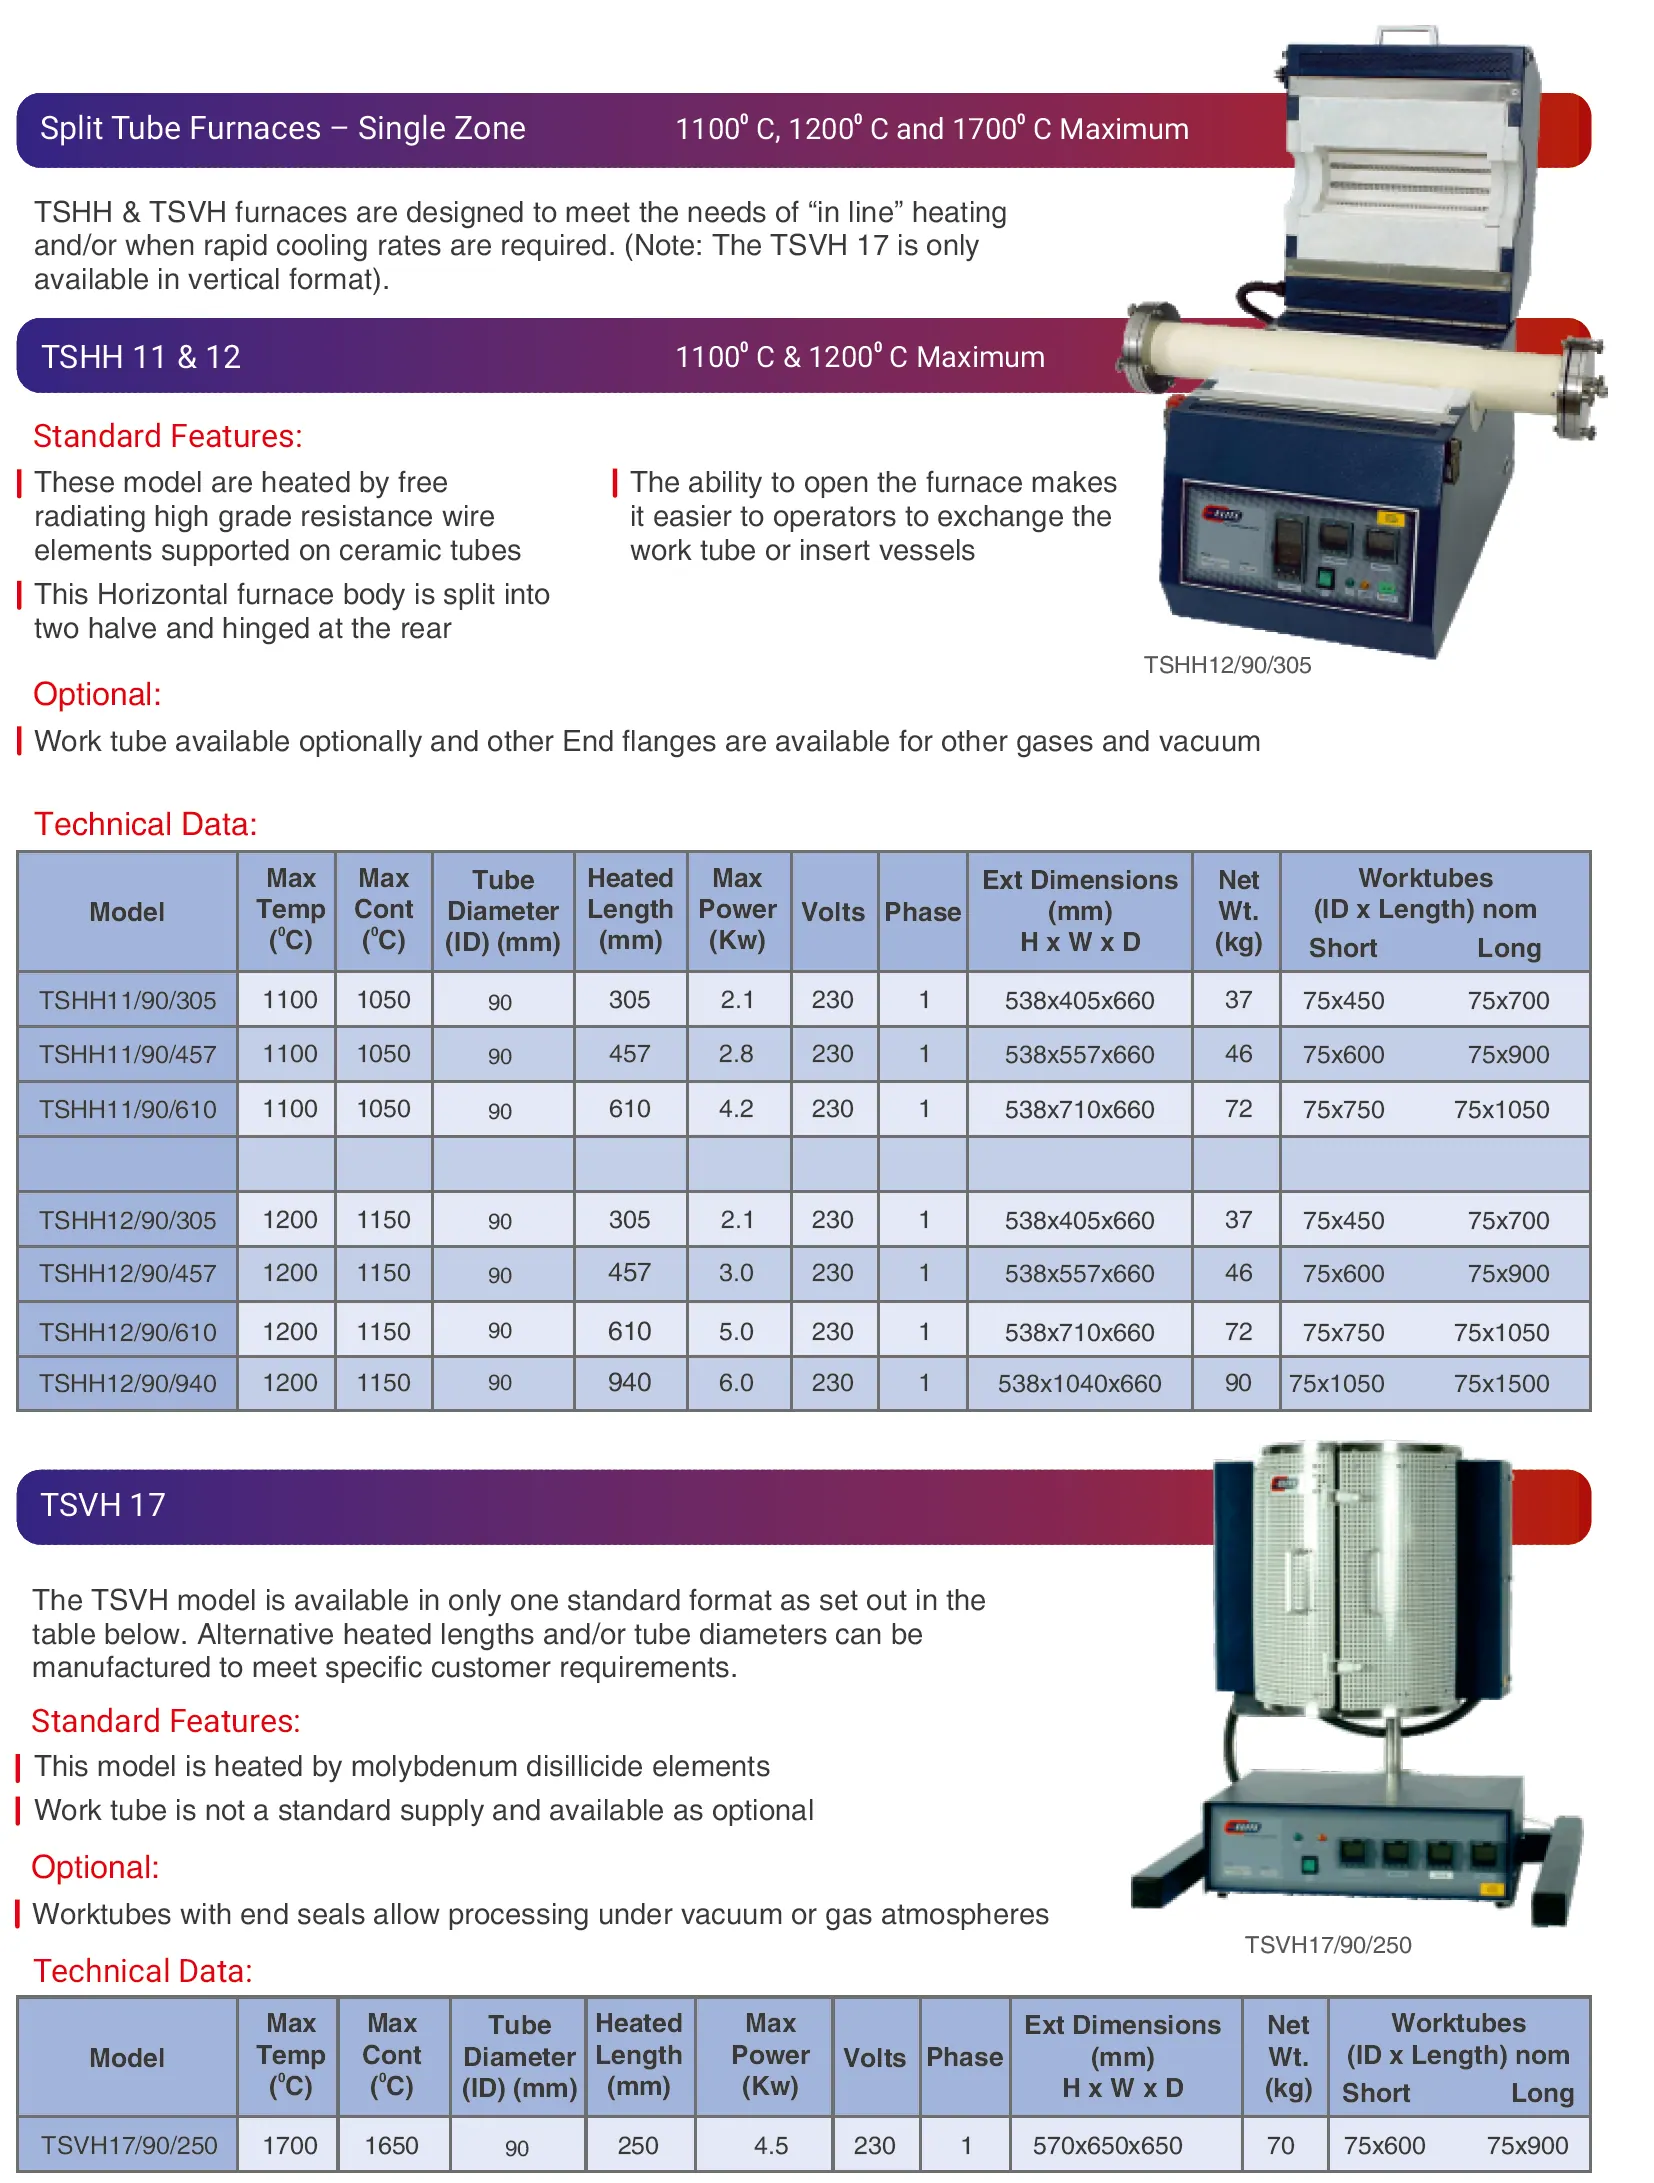 Split Tube Furnaces – Single Zone 1100⁰ C, 1200⁰ C and 1700⁰ C Maximum
TSHH & TSVH furnaces are designed to meet the needs of “in line” heating
and/or when rapid cooling rates are required. (Note: The TSVH 17 is only
available in vertical format).
TSHH 11 & 12 1100⁰ C & 1200⁰ C Maximum
Standard Features:
These model are heated by free
radiating high grade resistance wire
elements supported on ceramic tubes
This Horizontal furnace body is split into
two halve and hinged at the rear
The ability to open the furnace makes
it easier to operators to exchange the
work tube or insert vessels
TSHH12/90/305
Optional:
Work tube available optionally and other End flanges are available for other gases and vacuum
Technical Data:
Model Max Temp (⁰C) Max Cont (⁰C) Tube Diameter (ID) (mm) Heated Length (mm) Max Power (Kw) Volts Phase Ext Dimensions (mm) H x W x D Net Wt. (kg) Worktubes (ID x Length) nom Short Long
TSHH11/90/305 1100 1050 90 305 2.1 230 1 538x405x660 37 75x450 75x700
TSHH11/90/457 1100 1050 90 457 2.8 230 1 538x557x660 46 75x600 75x900
TSHH11/90/610 1100 1050 90 610 4.2 230 1 538x710x660 72 75x750 75x1050
TSHH12/90/305 1200 1150 90 305 2.1 230 1 538x405x660 37 75x450 75x700
TSHH12/90/457 1200 1150 90 457 3.0 230 1 538x557x660 46 75x600 75x900
TSHH12/90/610 1200 1150 90 610 5.0 230 1 538x710x660 72 75x750 75x1050
TSHH12/90/940 1200 1150 90 940 6.0 230 1 538x1040x660 90 75x1050 75x1500
TSVH 17
The TSVH model is available in only one standard format as set out in the
table below. Alternative heated lengths and/or tube diameters can be
manufactured to meet specific customer requirements.
Standard Features:
This model is heated by molybdenum disillicide elements
Work tube is not a standard supply and available as optional
Optional:
Worktubes with end seals allow processing under vacuum or gas atmospheres
TSVH17/90/250
Technical Data:
Model Max Temp (⁰C) Max Cont (⁰C) Tube Diameter (ID) (mm) Heated Length (mm) Max Power (Kw) Volts Phase Ext Dimensions (mm) H x W x D Net Wt. (kg) Worktubes (ID x Length) nom Short Long
TSVH17/90/250 1700 1650 90 250 4.5 230 1 570x650x650 70 75x600 75x900